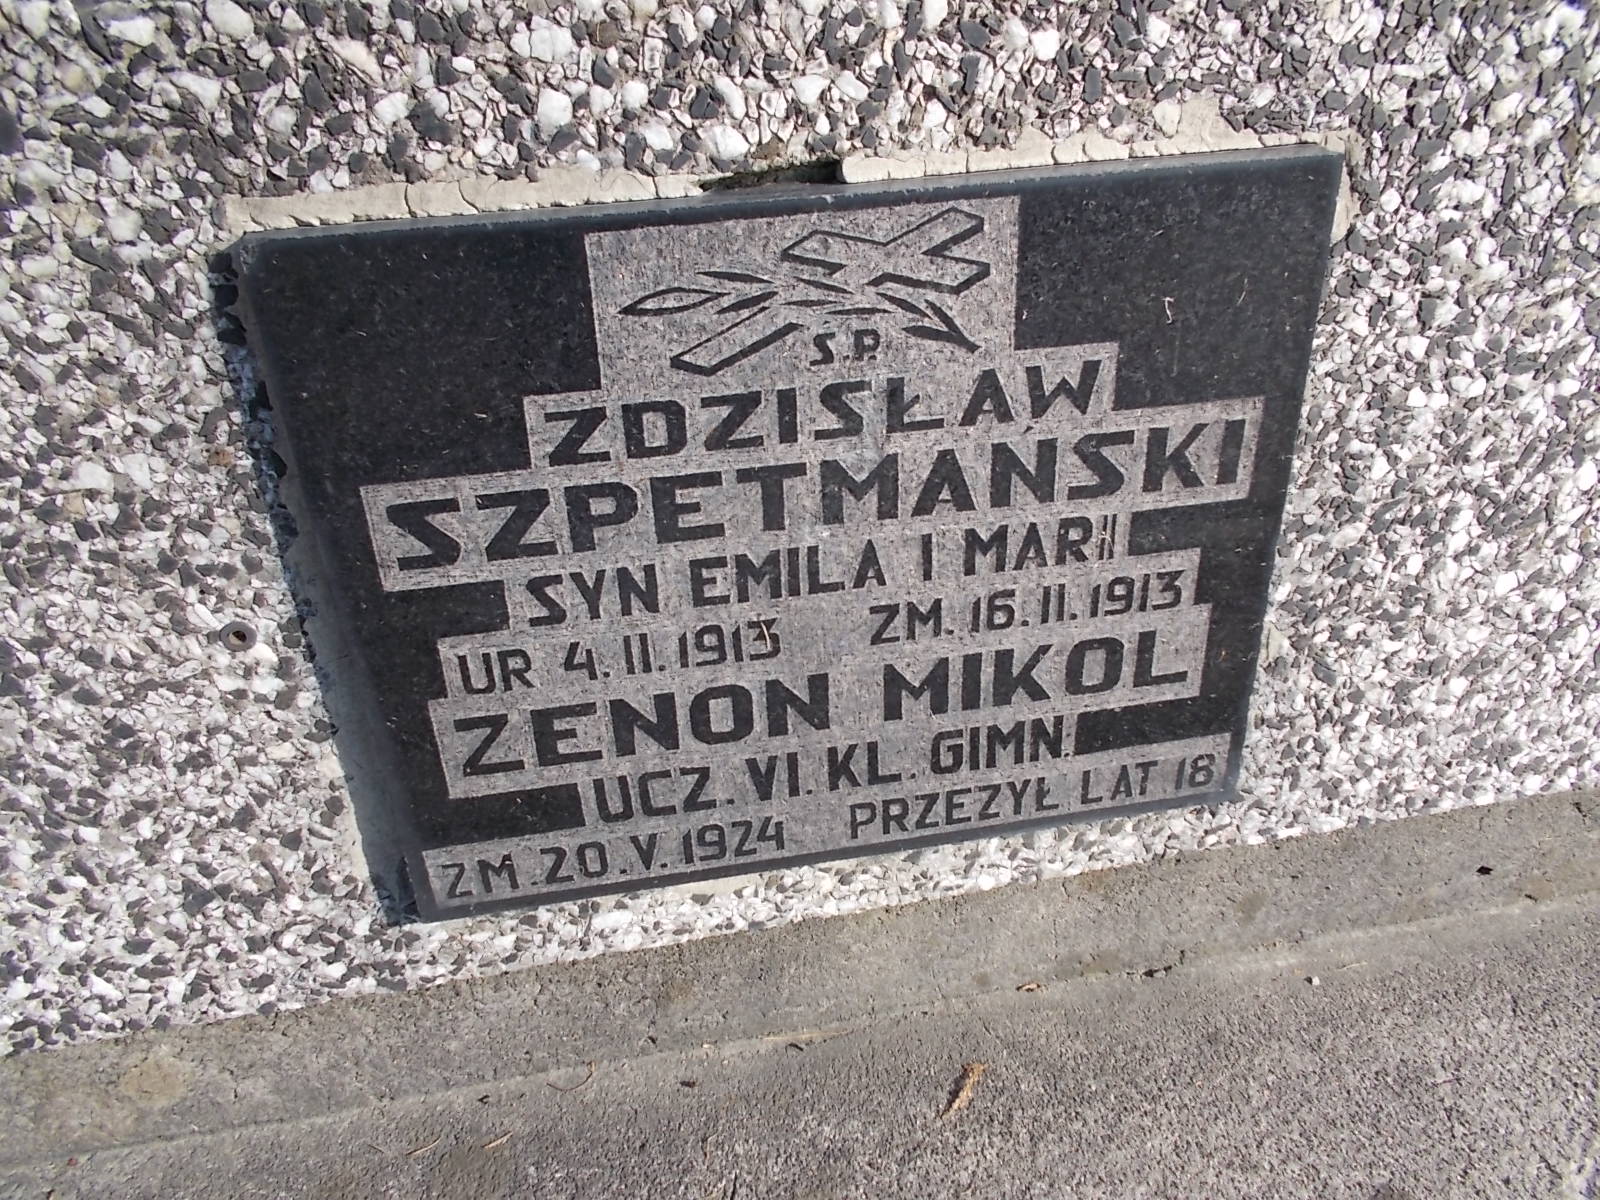 Ś.P.
ZDZISŁAW
SZPETMAŃSKI
SYN EMILA I MARII
UR 4.II.1913 ZM.16.II.1913
ZENON MIKOL
UCZ.VI.KL.GIMN.
ZM.20.V.1924 PRZEZYŁ LAT 18